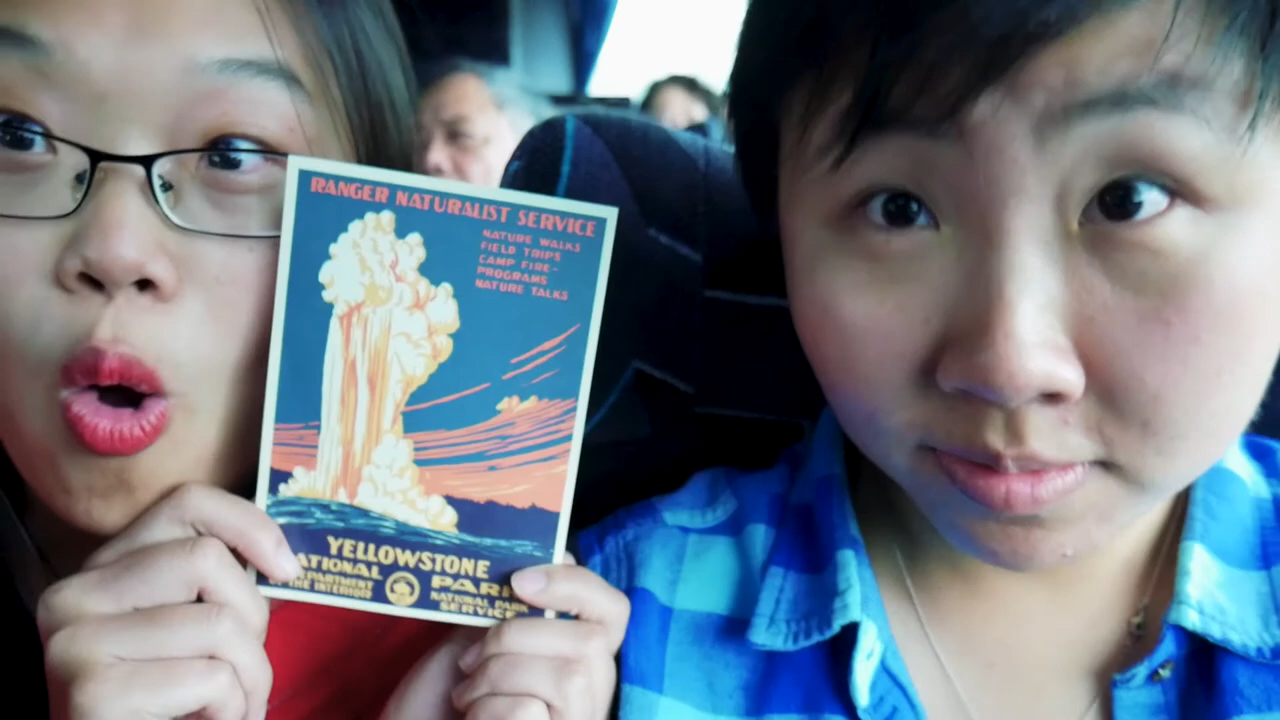 RANGER NATURALIST SERVICE
NATURE WALKS
FIELD TRIPS
CAMP FIRE-
PROGRAMS
NATURE TALKS
YELLOWSTONE
NATIONAL PARK
DEPARTMENT
OF THE INTERIOR
NATIONAL PARK
SERVICE